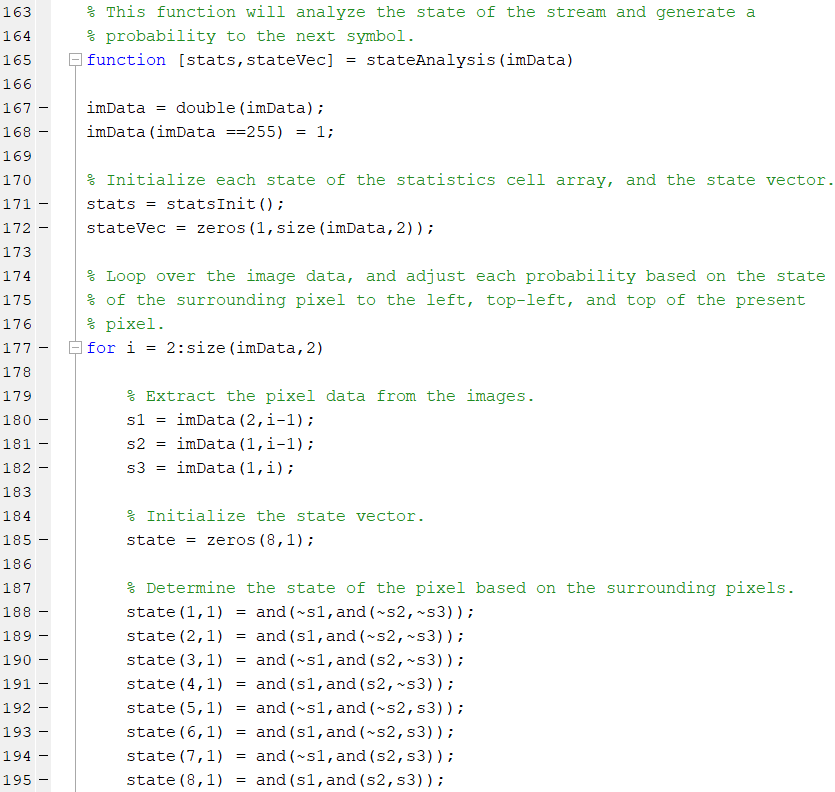 163 % This function will analyze the state of the stream and generate a
164 % probability to the next symbol.
165 function [stats,stateVec] = stateAnalysis(imData)
166
167 imData = double(imData);
168 imData(imData ==255) = 1;
169
170 % Initialize each state of the statistics cell array, and the state vector.
171 stats = statsInit();
172 stateVec = zeros(1,size(imData,2));
173
174 % Loop over the image data, and adjust each probability based on the state
175 % of the surrounding pixel to the left, top-left, and top of the present
176 % pixel.
177 for i = 2:size(imData,2)
178
179 % Extract the pixel data from the images.
180 s1 = imData(2,i-1);
181 s2 = imData(1,i-1);
182 s3 = imData(1,i);
183
184 % Initialize the state vector.
185 state = zeros(8,1);
186
187 % Determine the state of the pixel based on the surrounding pixels.
188 state(1,1) = and(~s1,and(~s2,~s3));
189 state(2,1) = and(s1,and(~s2,~s3));
190 state(3,1) = and(~s1,and(s2,~s3));
191 state(4,1) = and(s1,and(s2,~s3));
192 state(5,1) = and(~s1,and(~s2,s3));
193 state(6,1) = and(s1,and(~s2,s3));
194 state(7,1) = and(~s1,and(s2,s3));
195 state(8,1) = and(s1,and(s2,s3));